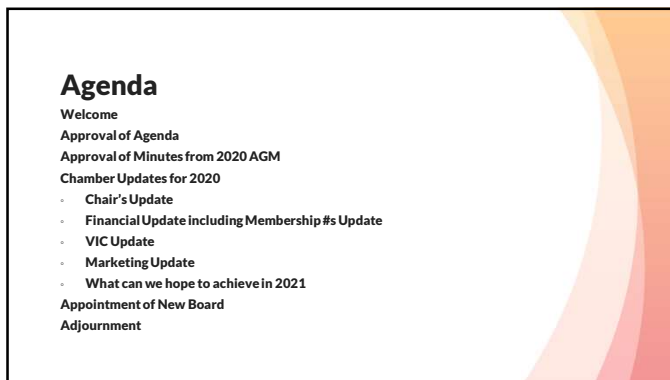 Agenda
Welcome
Approval of Agenda
Approval of Minutes from 2020 AGM
Chamber Updates for 2020
◦ Chair's Update
◦ Financial Update including Membership #s Update
◦ VIC Update
◦ Marketing Update
◦ What can we hope to achieve in 2021
Appointment of New Board
Adjournment